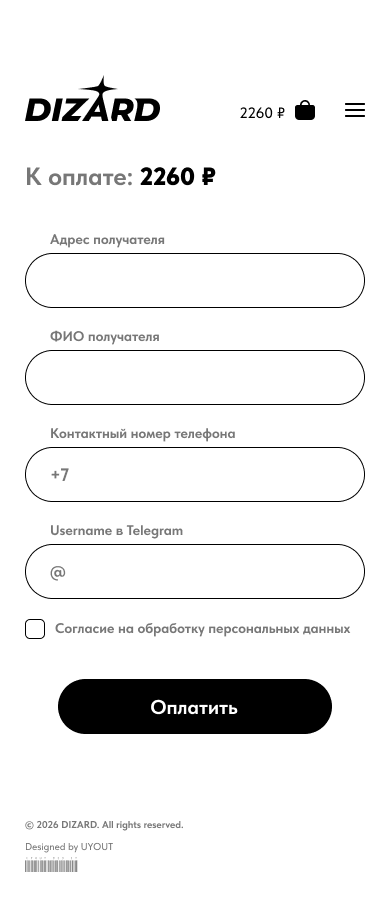 DIZARD
2260 ₽
К оплате: 2260 ₽
Адрес получателя
ФИО получателя
Контактный номер телефона
+7
Username в Telegram
@
Согласие на обработку персональных данных
Оплатить
© 2026 DIZARD. All rights reserved.
Designed by UYOUT